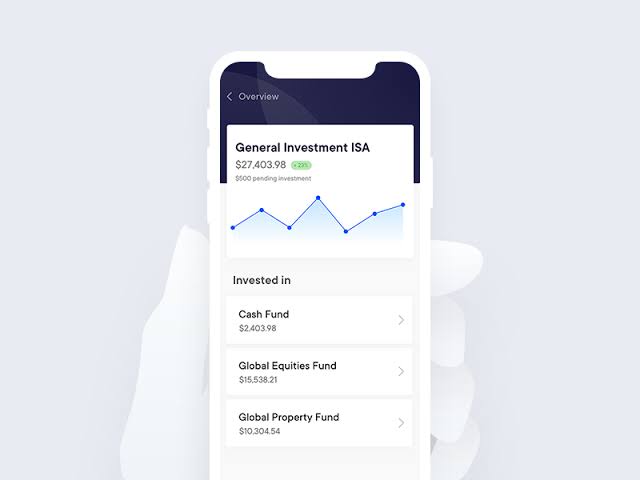 Overview
General Investment ISA
$27,403.98 + 23%
$500 pending investment
Invested in
Cash Fund
$2,403.98
Global Equities Fund
$15,538.21
Global Property Fund
$10,304.54